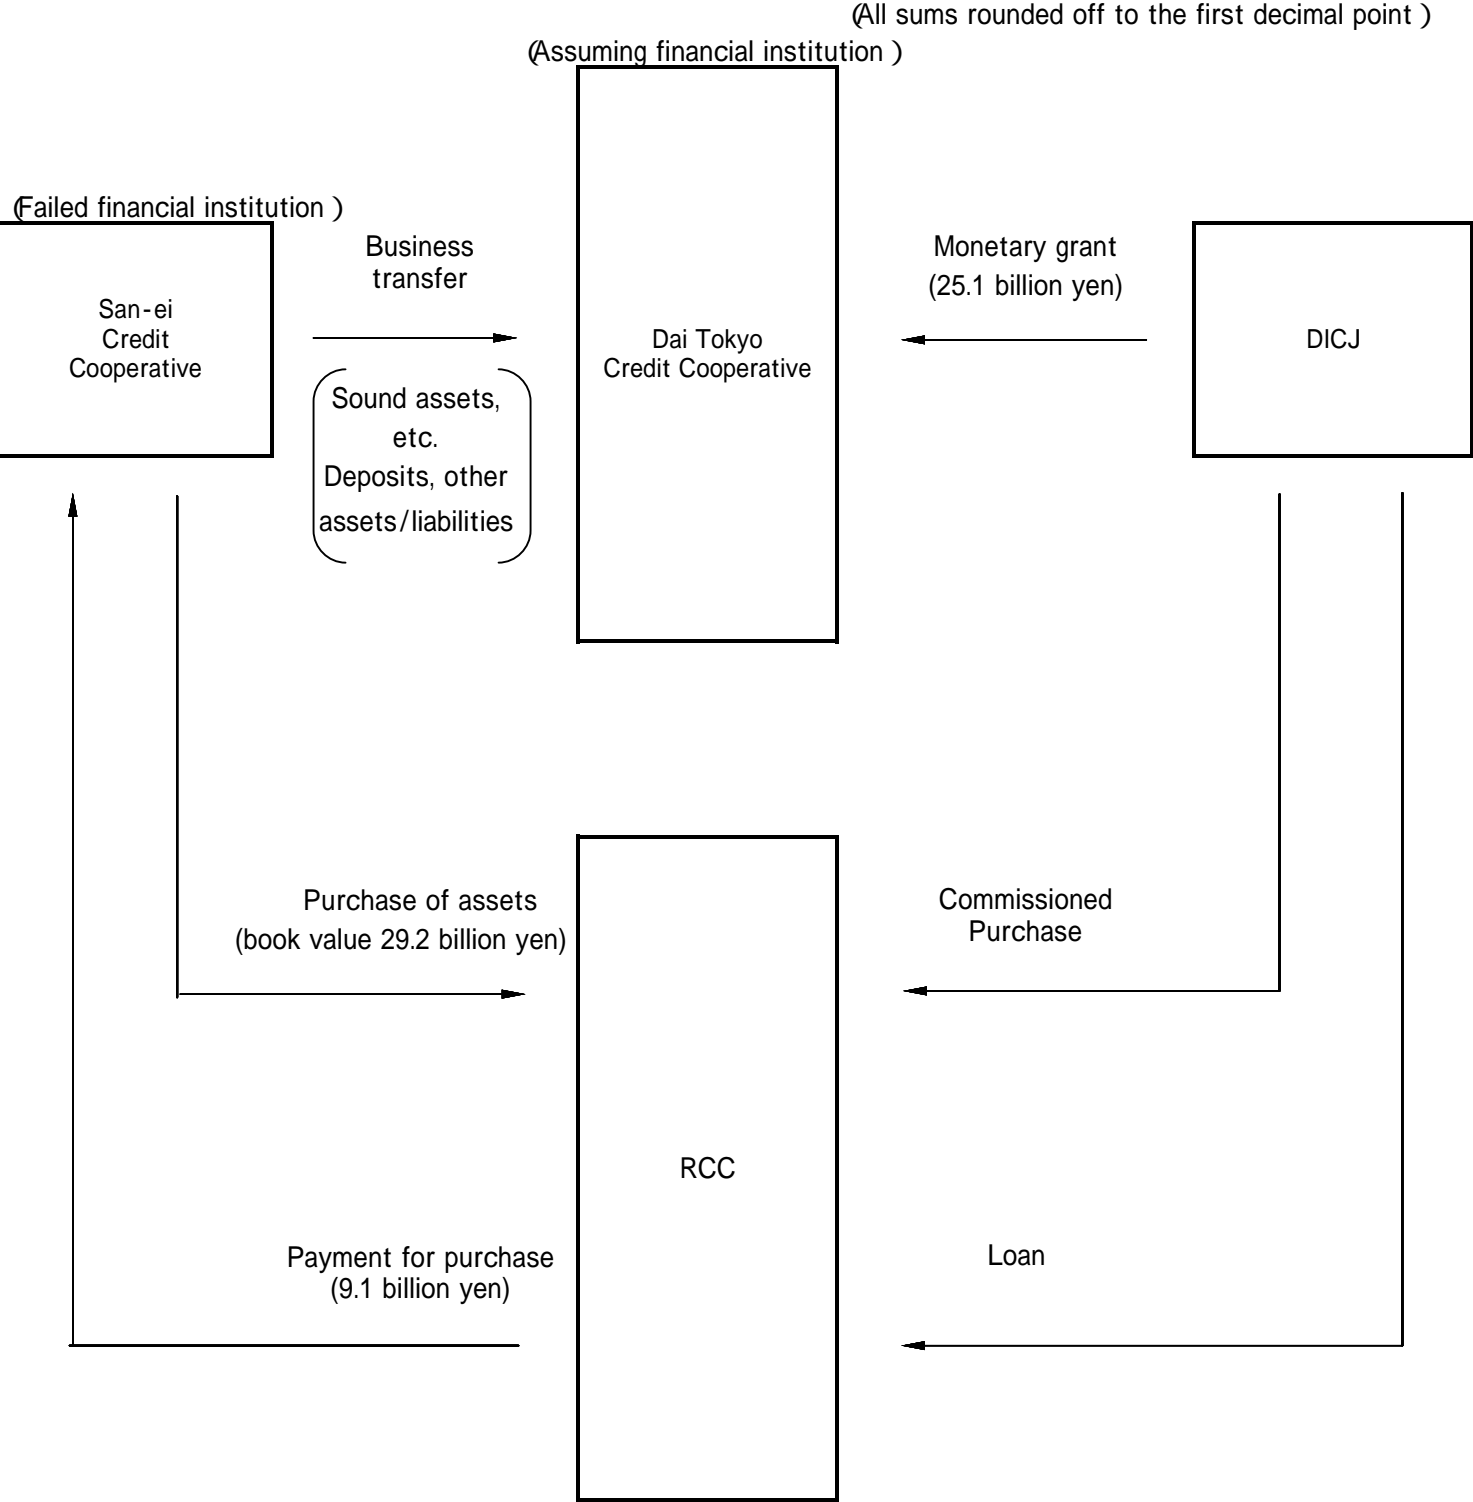 (All sums rounded off to the first decimal point)
(Assuming financial institution)
(Failed financial institution)
San-ei
Credit
Cooperative
Business
transfer
Sound assets,
etc.
Deposits, other
assets/liabilities
Dai Tokyo
Credit Cooperative
Monetary grant
(25.1 billion yen)
DICJ
Purchase of assets
(book value 29.2 billion yen)
Commissioned
Purchase
RCC
Payment for purchase
(9.1 billion yen)
Loan